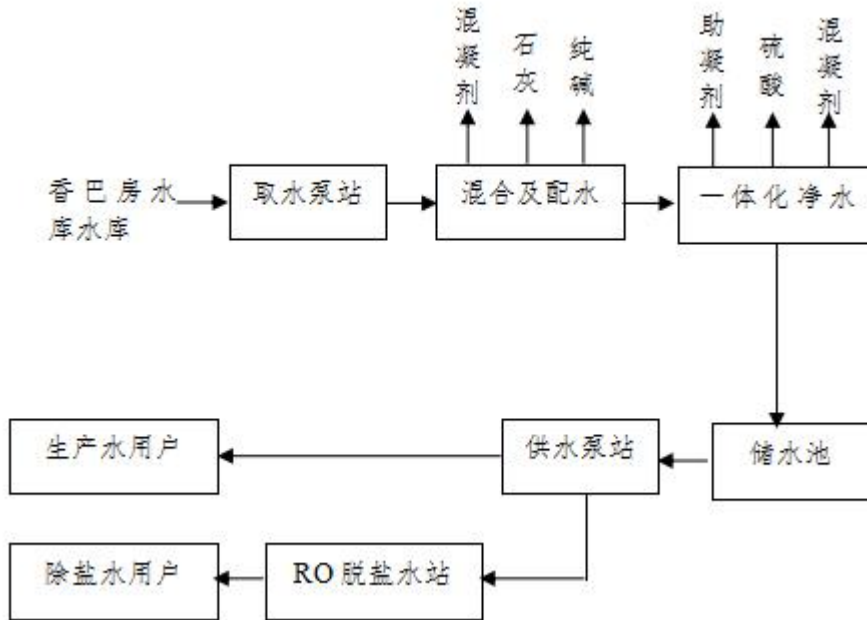 混凝剂
石灰
纯碱
助凝剂
硫酸
混凝剂
香巴房水
库水库
取水泵站
混合及配水
一体化净水
生产水用户
供水泵站
储水池
除盐水用户
RO 脱盐水站